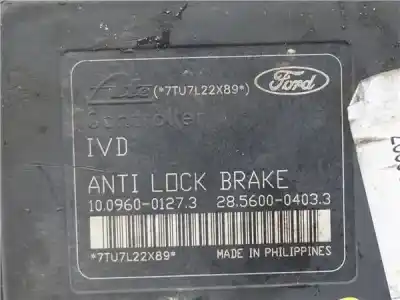 Ate (*7TU7L22X89*) Ford
Controller
IVD
ANTI LOCK BRAKE
10.0960-0127.3 28.5600-0403.3
*7TU7L22X89* MADE IN PHILIPPINES